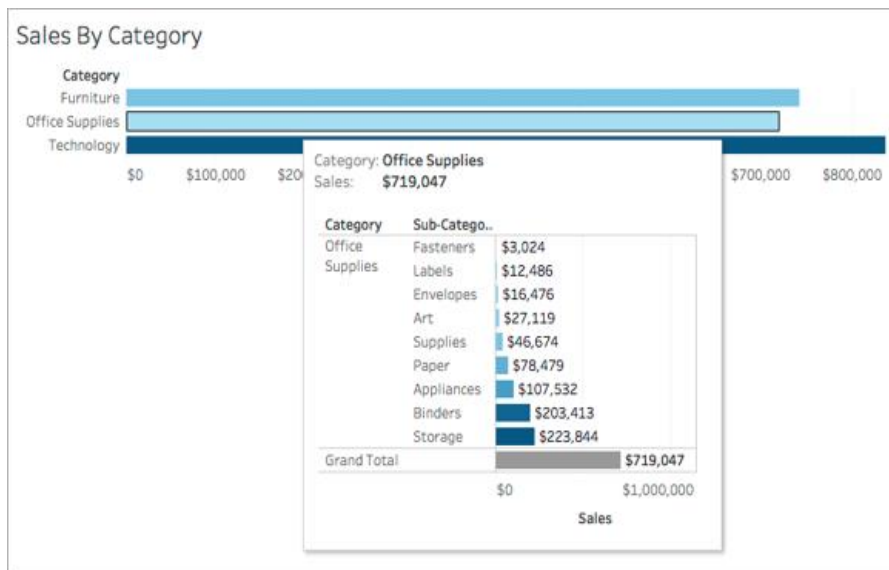 Sales By Category
Category
Furniture
Office Supplies
Technology
$0 $100,000 $700,000 $800,000
Category: Office Supplies
Sales: $719,047
Category Sub-Catego..
Office Supplies Fasteners $3,024
Labels $12,486
Envelopes $16,476
Art $27,119
Supplies $46,674
Paper $78,479
Appliances $107,532
Binders $203,413
Storage $223,844
Grand Total $719,047
$0 $1,000,000
Sales